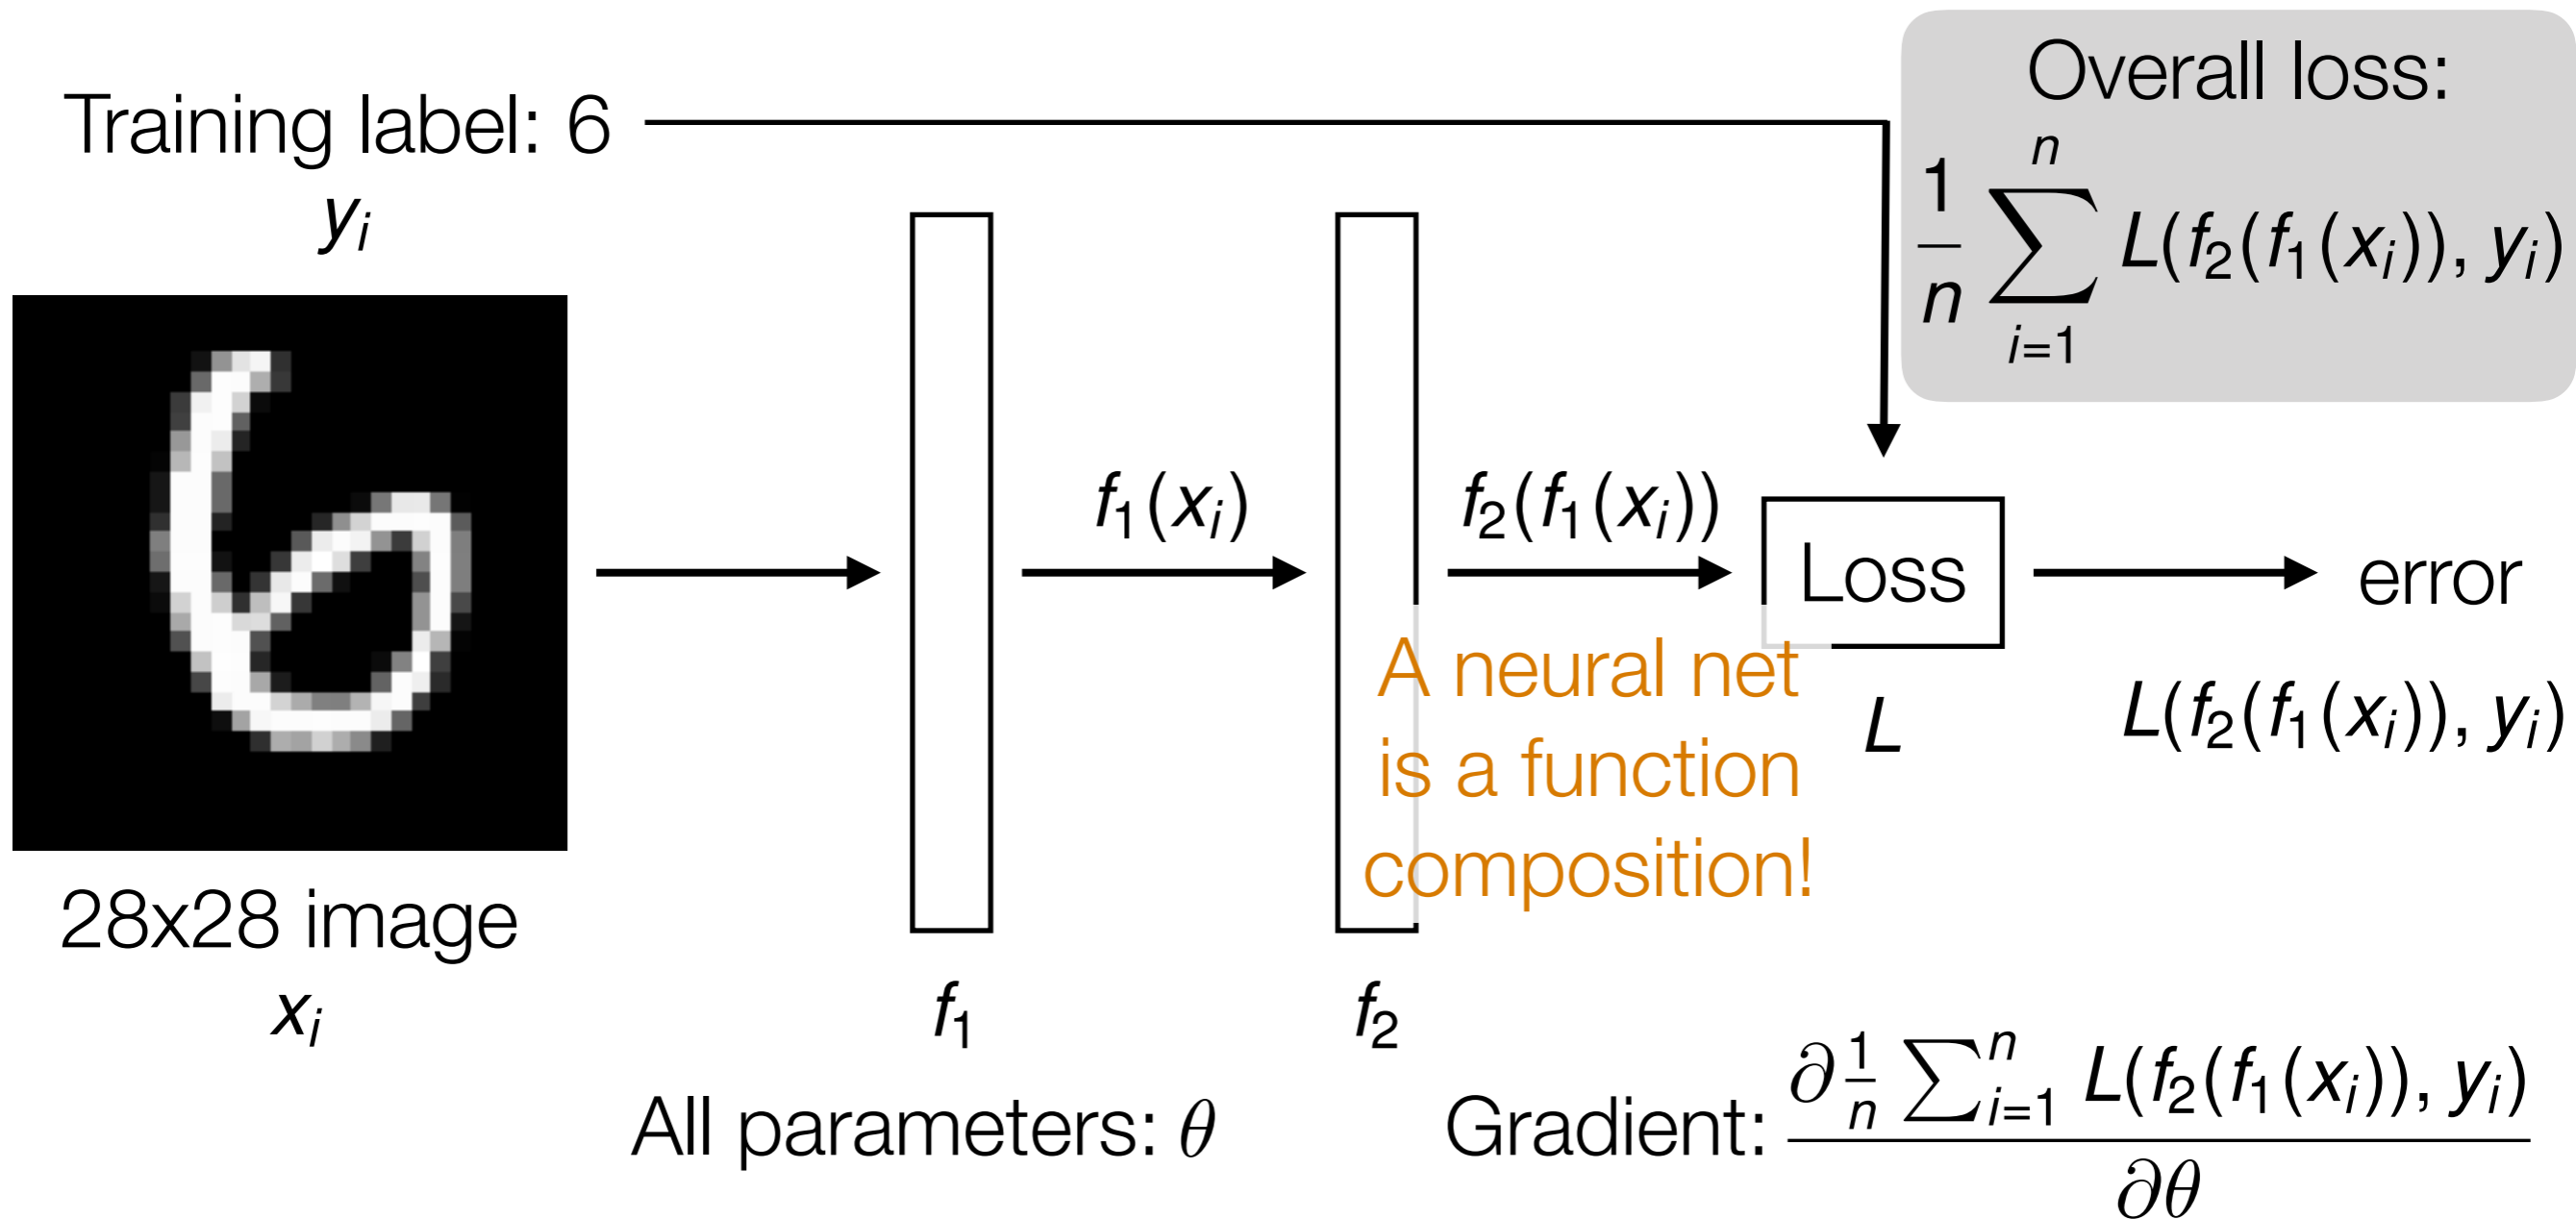 Training label: 6
yᵢ
28x28 image
xᵢ
f₁
f₁(xᵢ)
f₂
f₂(f₁(xᵢ))
Loss
L
error
L(f₂(f₁(xᵢ)), yᵢ)
Overall loss:
1/n ∑ᵢ₌₁ⁿ L(f₂(f₁(xᵢ)), yᵢ)
A neural net
is a function
composition!
All parameters: θ
Gradient: ∂ 1/n ∑ᵢ₌₁ⁿ L(f₂(f₁(xᵢ)), yᵢ) / ∂θ